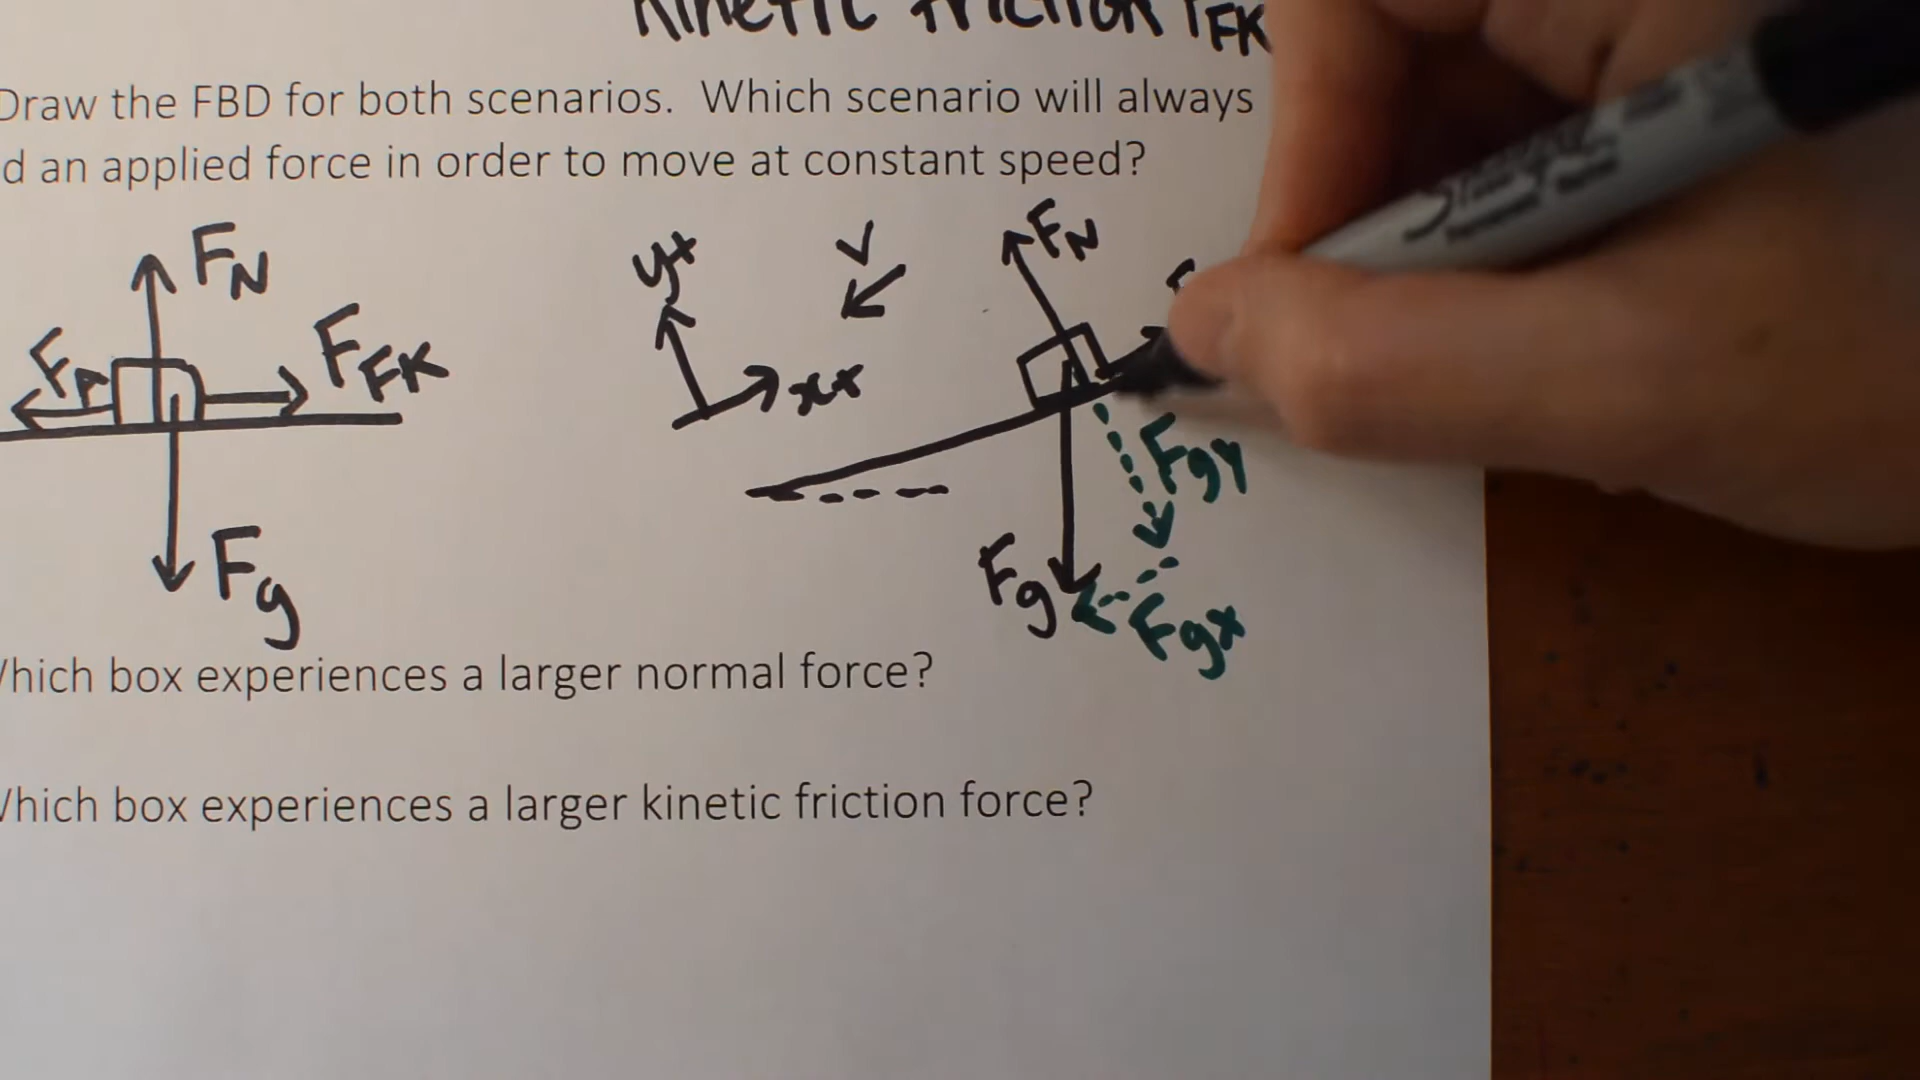 Kinetic Friction FFK
Draw the FBD for both scenarios. Which scenario will always
d an applied force in order to move at constant speed?
FN
FA
FFK
Fg
y+
x+
V
FN
Fgy
Fg
Fgx
Which box experiences a larger normal force?
Which box experiences a larger kinetic friction force?